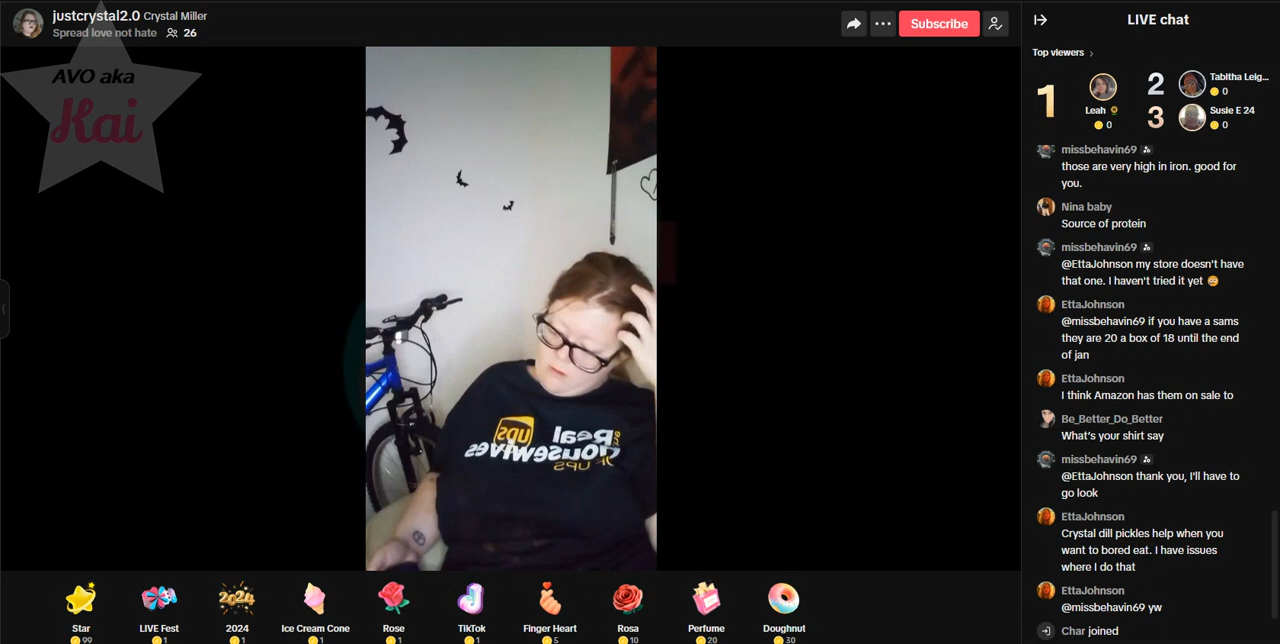 justcrystal2.0 Crystal Miller
Spread love not hate 26
Subscribe
LIVE chat
AVO aka
Kai
Top viewers
1
Leah
0
2
Tabitha Leig...
0
3
Susie E 24
0
missbehavin69
those are very high in iron. good for
you.
Nina baby
Source of protein
missbehavin69
@EttaJohnson my store doesn't have
that one. I haven't tried it yet
EttaJohnson
@missbehavin69 if you have a sams
they are 20 a box of 18 until the end
of jan
EttaJohnson
I think Amazon has them on sale to
Be_Better_Do_Better
What's your shirt say
missbehavin69
@EttaJohnson thank you, I'll have to
go look
EttaJohnson
Crystal dill pickles help when you
want to bored eat. I have issues
where I do that
EttaJohnson
@missbehavin69 yw
Char joined
The
Real
ups
Housewives
OF UPS
2024
Star
99
LIVE Fest
1
2024
1
Ice Cream Cone
1
Rose
1
TikTok
1
Finger Heart
5
Rosa
10
Perfume
20
Doughnut
30